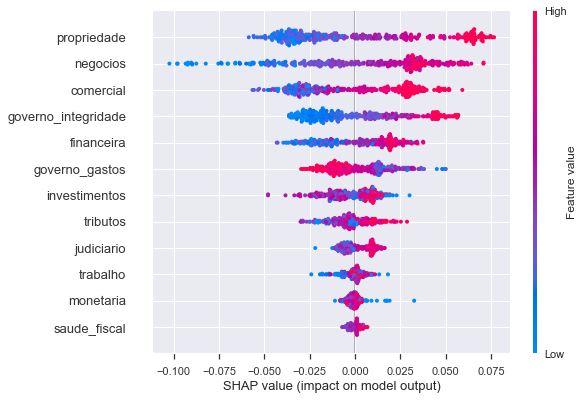 High
propriedade
negocios
comercial
governo_integridade
financeira
governo_gastos
investimentos
tributos
judiciario
trabalho
monetaria
saude_fiscal
Feature value
Low
−0.100 −0.075 −0.050 −0.025 0.000 0.025 0.050 0.075
SHAP value (impact on model output)